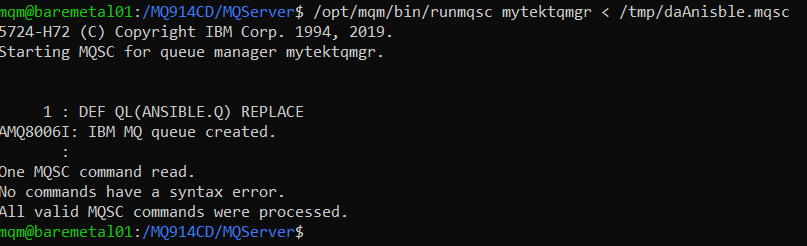 mqm@baremetal01:/MQ914CD/MQServer$ /opt/mqm/bin/runmqsc mytektqmgr < /tmp/daAnisble.mqsc
5724-H72 (C) Copyright IBM Corp. 1994, 2019.
Starting MQSC for queue manager mytektqmgr.
1 : DEF QL(ANSIBLE.Q) REPLACE
AMQ8006I: IBM MQ queue created.
:
One MQSC command read.
No commands have a syntax error.
All valid MQSC commands were processed.
mqm@baremetal01:/MQ914CD/MQServer$